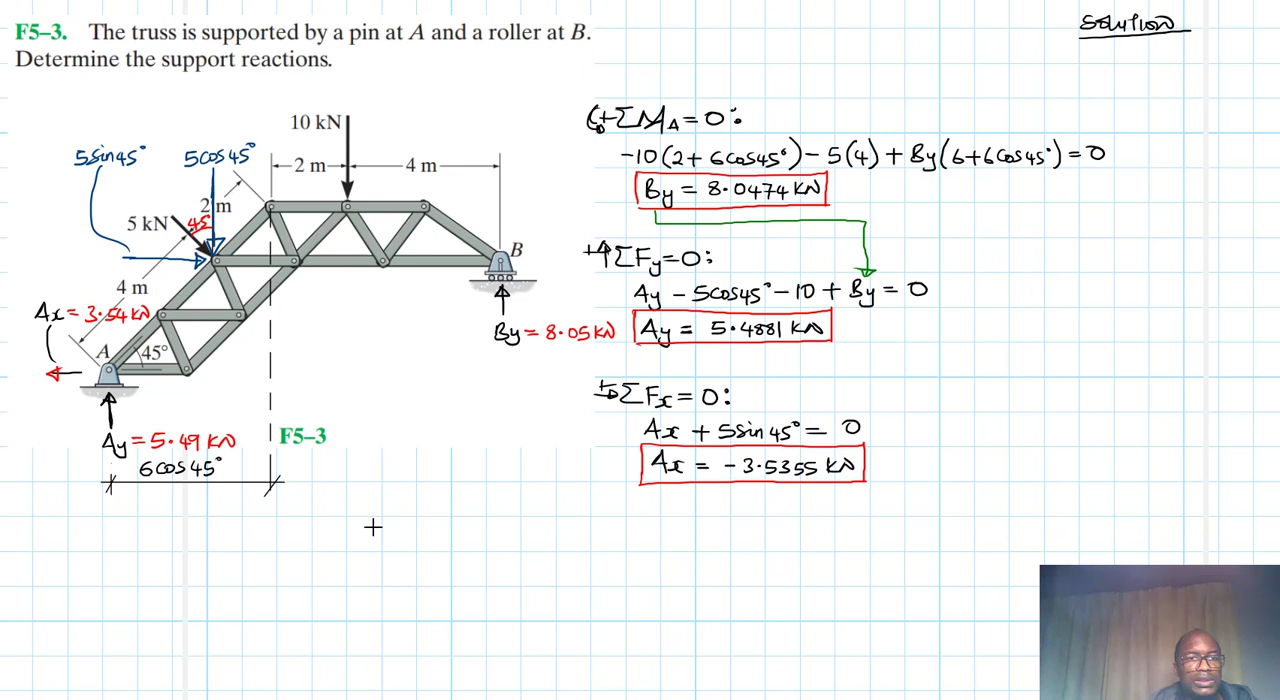 F5–3. The truss is supported by a pin at A and a roller at B.
Determine the support reactions.
Solution
10 kN
5sin45°
5cos45°
2 m
4 m
2 m
5 kN
45°
B
4 m
Ax = 3.54 kN
A
45°
By = 8.05 kN
Ay = 5.49 kN
F5–3
6cos45°
+ΣM_A = 0:
-10(2 + 6cos45°) - 5(4) + By(6+6cos45°) = 0
By = 8.0474 kN
+↑ΣFy = 0:
Ay - 5cos45° - 10 + By = 0
Ay = 5.4881 kN
+→ΣFx = 0:
Ax + 5sin45° = 0
Ax = -3.5355 kN